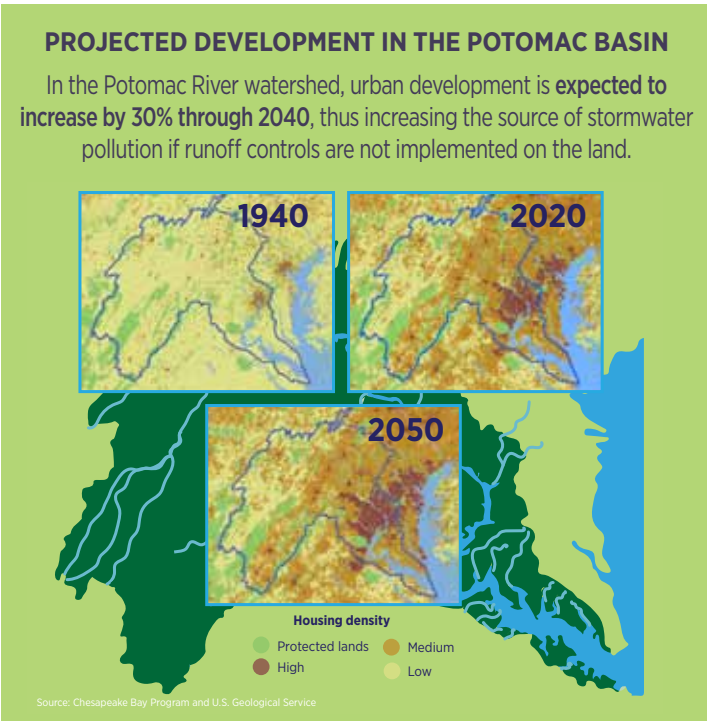 PROJECTED DEVELOPMENT IN THE POTOMAC BASIN
In the Potomac River watershed, urban development is expected to
increase by 30% through 2040, thus increasing the source of stormwater
pollution if runoff controls are not implemented on the land.
1940
2020
2050
Housing density
Protected lands
Medium
High
Low
Source: Chesapeake Bay Program and U.S. Geological Service